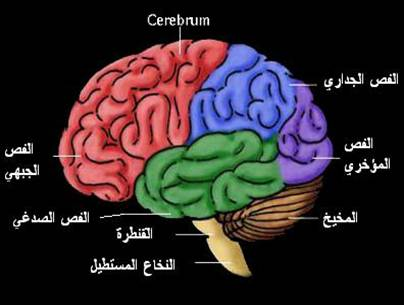 Cerebrum
الفص الجداري
الفص
المؤخري
الفص
الجبهي
المخيخ
الفص الصدغي
القنطرة
النخاع المستطيل